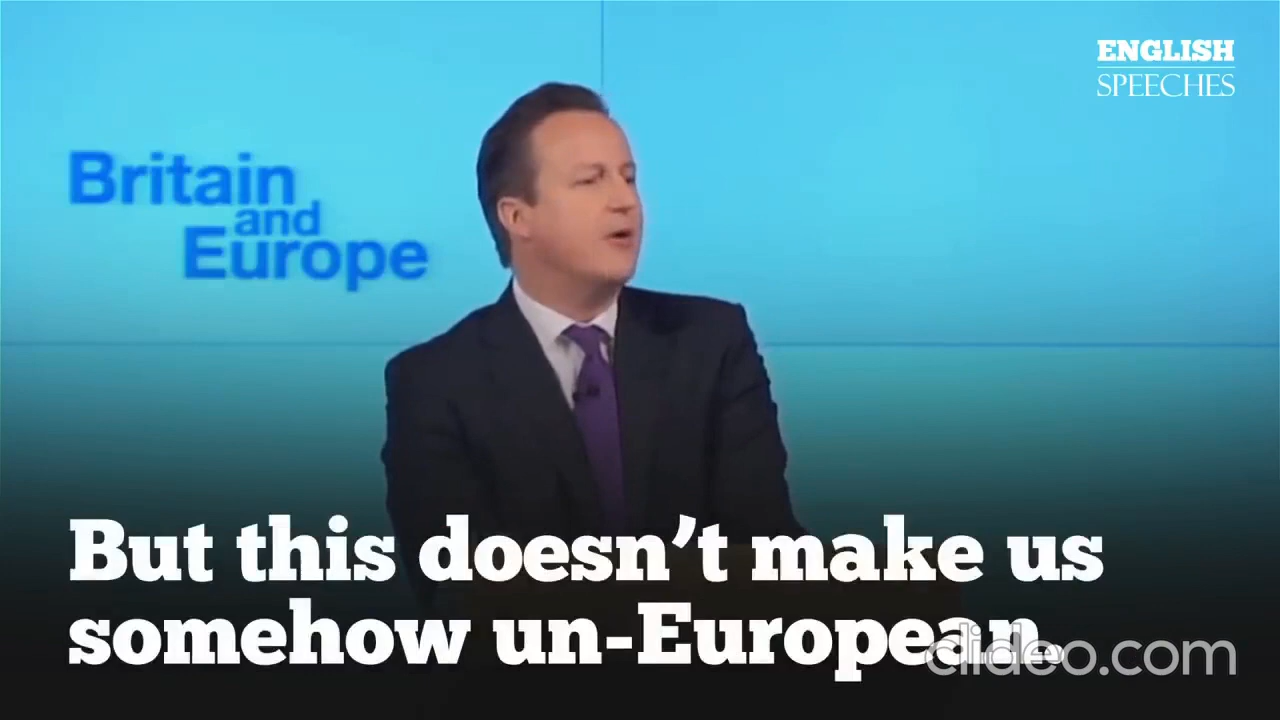 ENGLISH
SPEECHES
Britain
and
Europe
But this doesn’t make us
somehow un-European.
clideo.com